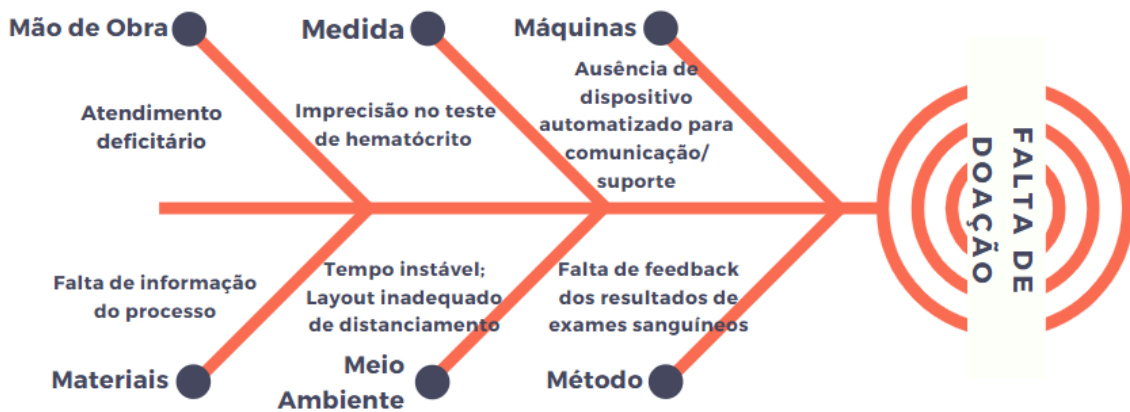 Mão de Obra
Medida
Máquinas
Atendimento
deficitário
Imprecisão no teste
de hematócrito
Ausência de
dispositivo
automatizado para
comunicação/
suporte
FALTA DE
DOAÇÃO
Falta de informação
do processo
Tempo instável;
Layout inadequado
de distanciamento
Falta de feedback
dos resultados de
exames sanguíneos
Materiais
Meio
Ambiente
Método